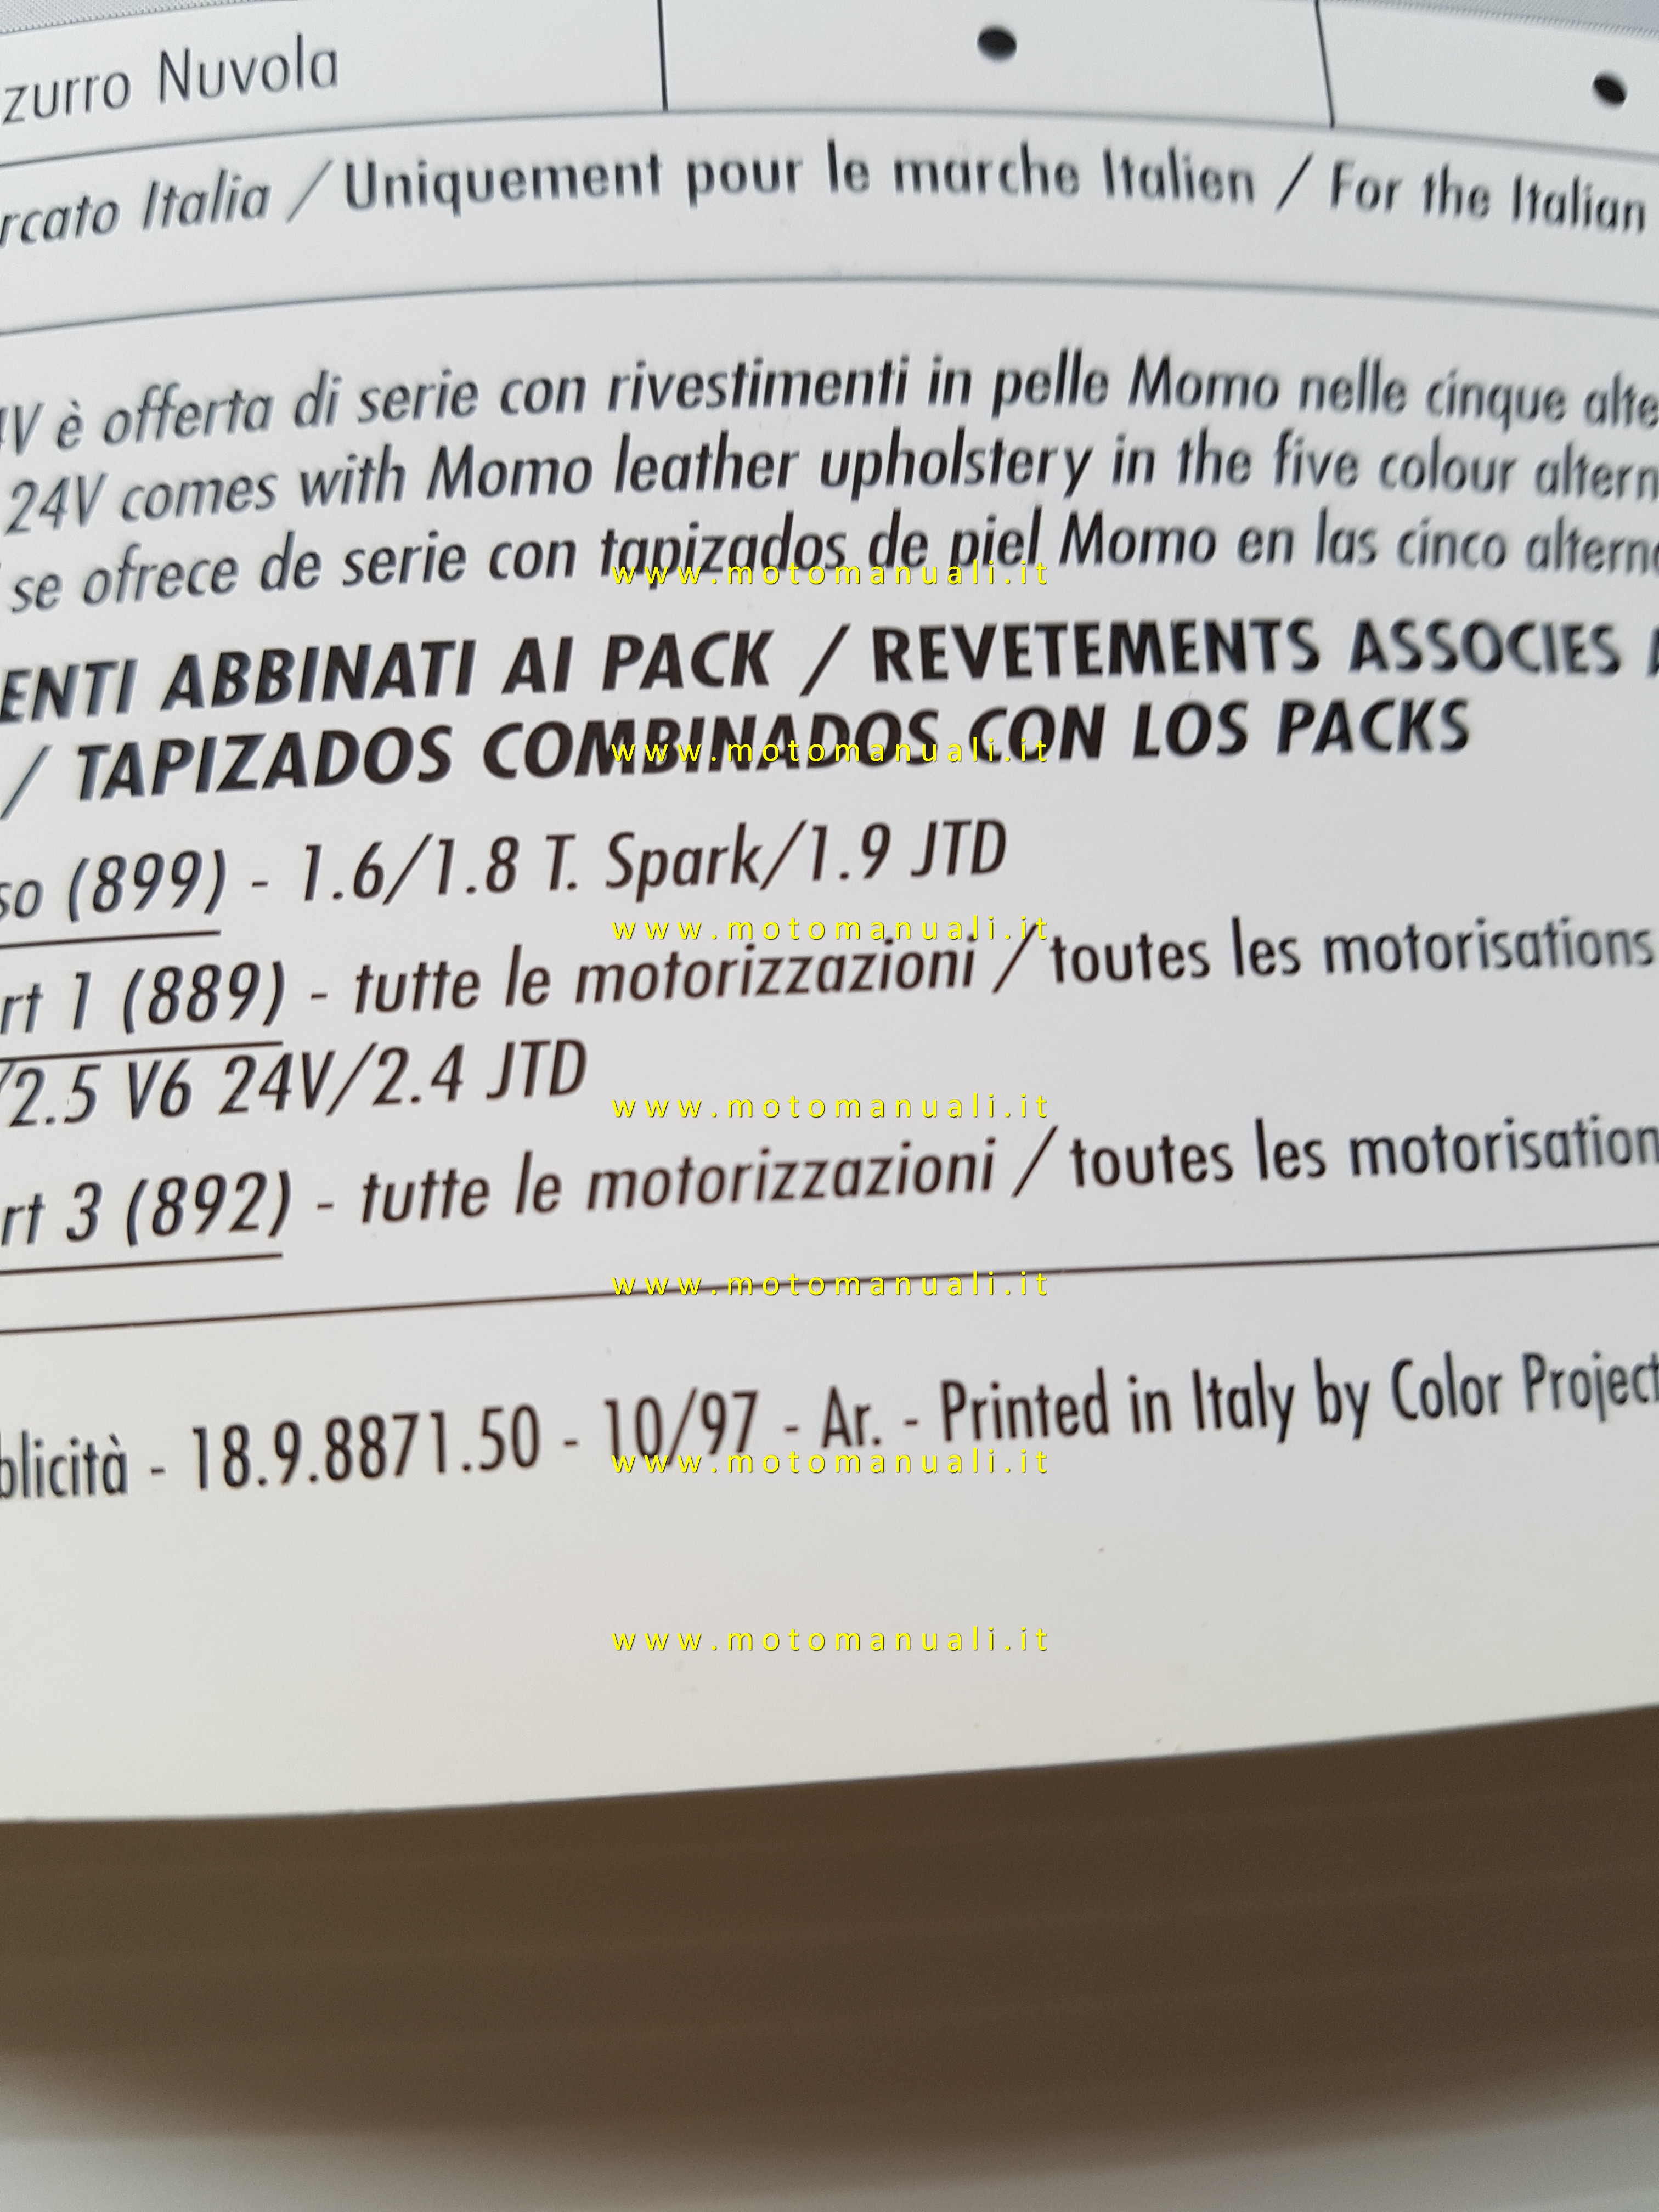 zurro Nuvola
rcato Italia / Uniquement pour le marche Italien / For the Italian
4V è offerta di serie con rivestimenti in pelle Momo nelle cinque alte
24V comes with Momo leather upholstery in the five colour altern
se ofrece de serie con tapizados de piel Momo en las cinco alterna
ENTI ABBINATI AI PACK / REVETEMENTS ASSOCIES A
/ TAPIZADOS COMBINADOS CON LOS PACKS
so (899) - 1.6/1.8 T. Spark/1.9 JTD
rt 1 (889) - tutte le motorizzazioni / toutes les motorisations
/2.5 V6 24V/2.4 JTD
rt 3 (892) - tutte le motorizzazioni / toutes les motorisation
blicità - 18.9.8871.50 - 10/97 - Ar. - Printed in Italy by Color Project
www.motomanuali.it
www.motomanuali.it
www.motomanuali.it
www.motomanuali.it
www.motomanuali.it
www.motomanuali.it
www.motomanuali.it